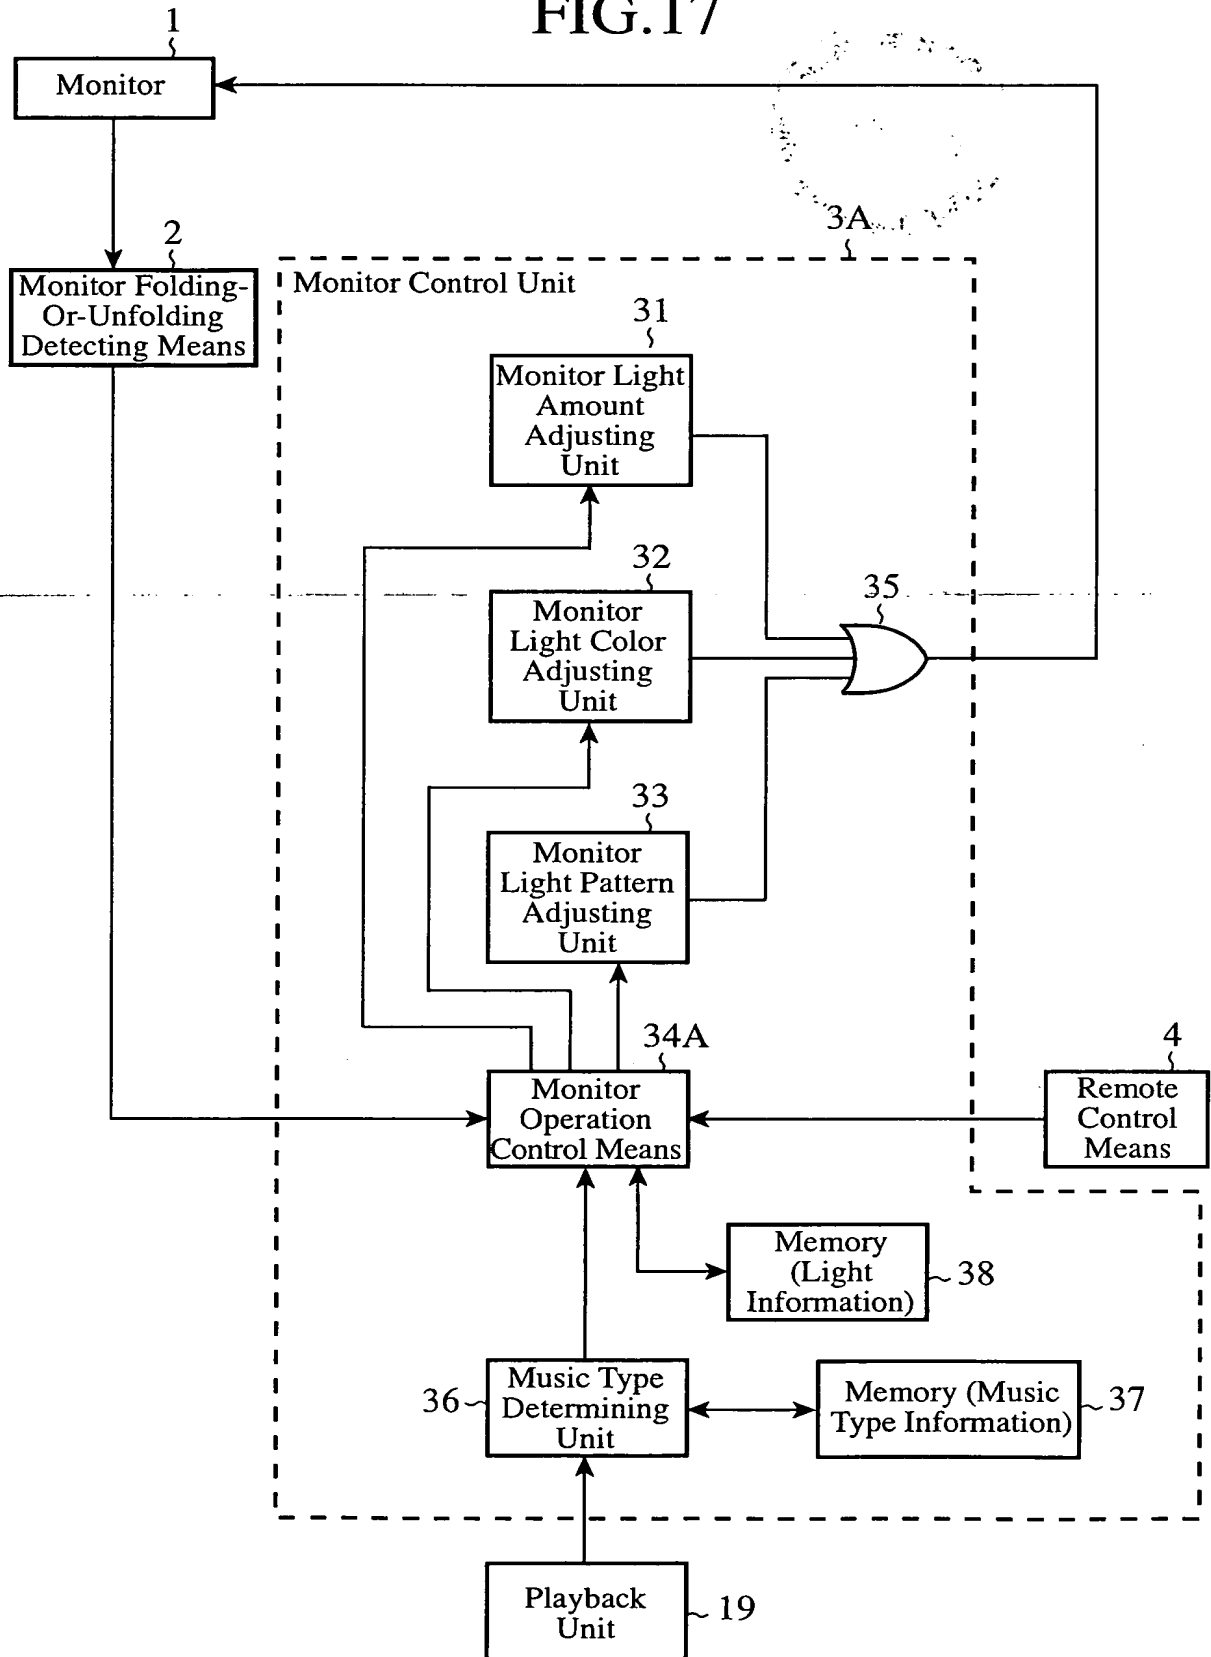 FIG.17
1
Monitor
2
Monitor Folding-
Or-Unfolding
Detecting Means
3A
Monitor Control Unit
31
Monitor Light
Amount
Adjusting
Unit
32
Monitor
Light Color
Adjusting
Unit
35
33
Monitor
Light Pattern
Adjusting
Unit
34A
Monitor
Operation
Control Means
4
Remote
Control
Means
Memory
(Light
Information)
38
36
Music Type
Determining
Unit
Memory (Music
Type Information)
37
Playback
Unit
19